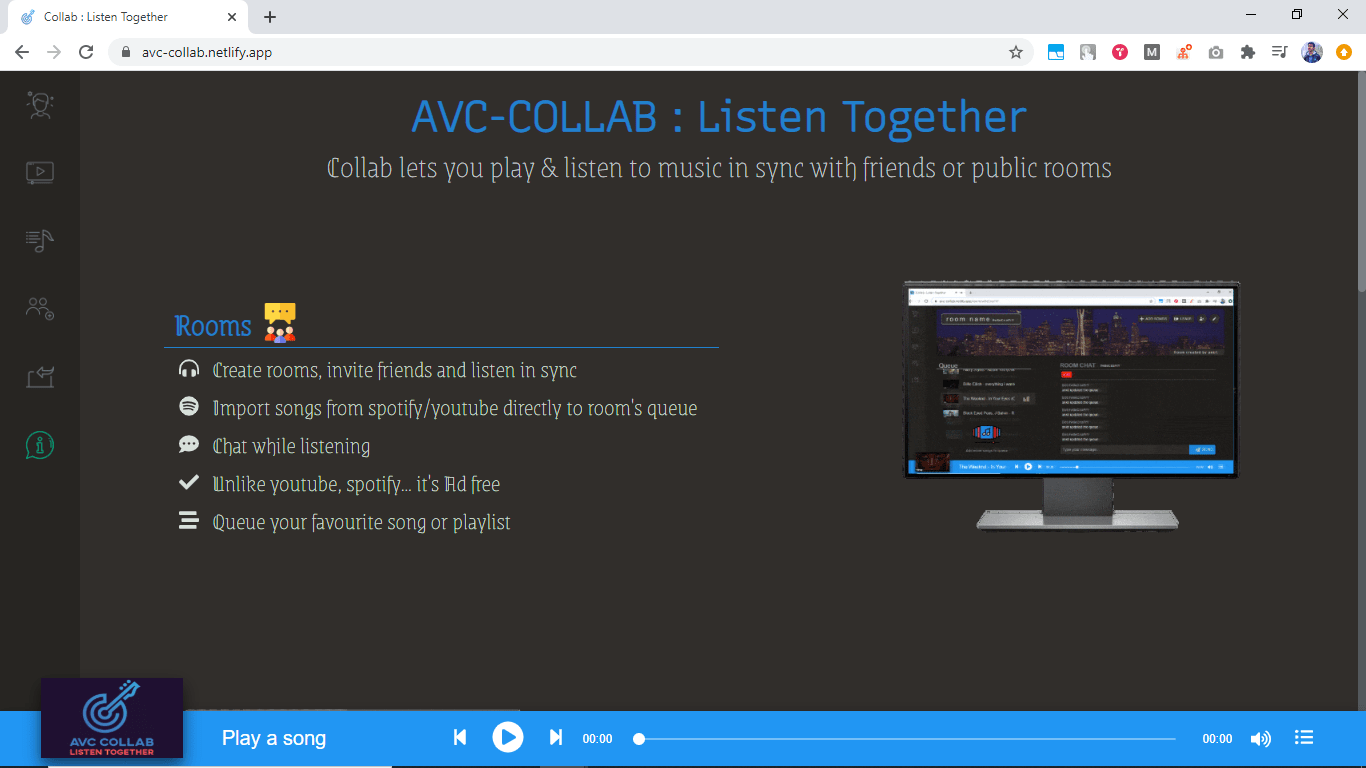 Collab : Listen Together
avc-collab.netlify.app
M
AVC-COLLAB : Listen Together
Collab lets you play & listen to music in sync with friends or public rooms
Rooms
Create rooms, invite friends and listen in sync
Import songs from spotify/youtube directly to room's queue
Chat while listening
Unlike youtube, spotify... it's Ad free
Queue your favourite song or playlist
room name
Queue
ROOM CHAT
AVC COLLAB
LISTEN TOGETHER
Play a song
00:00
00:00